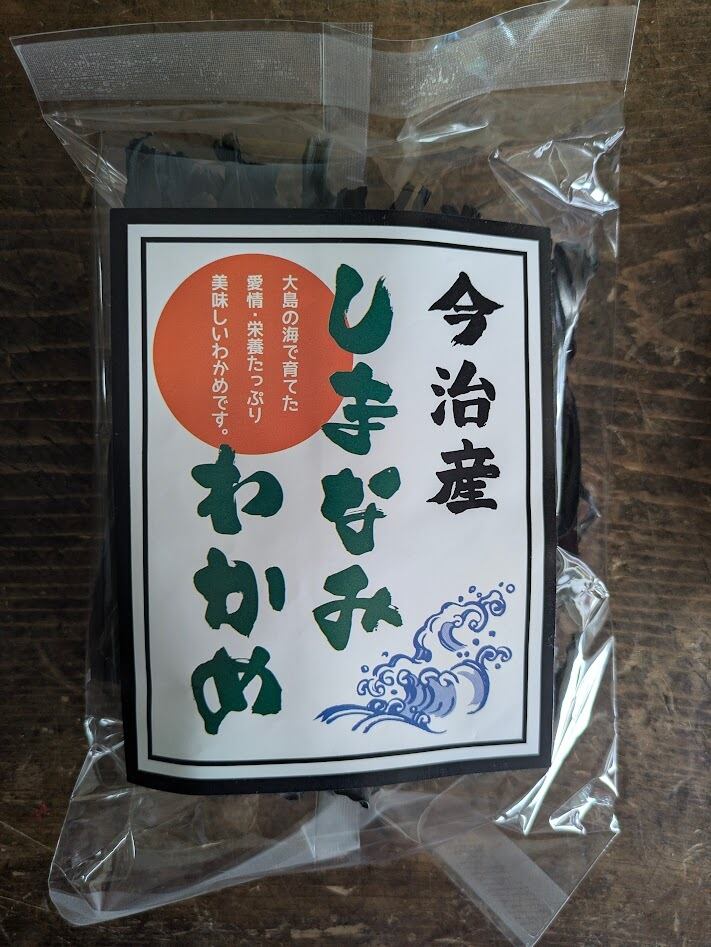 今治産
しまなみ
わかめ
大島の海で育てた
愛情・栄養たっぷり
美味しいわかめです。